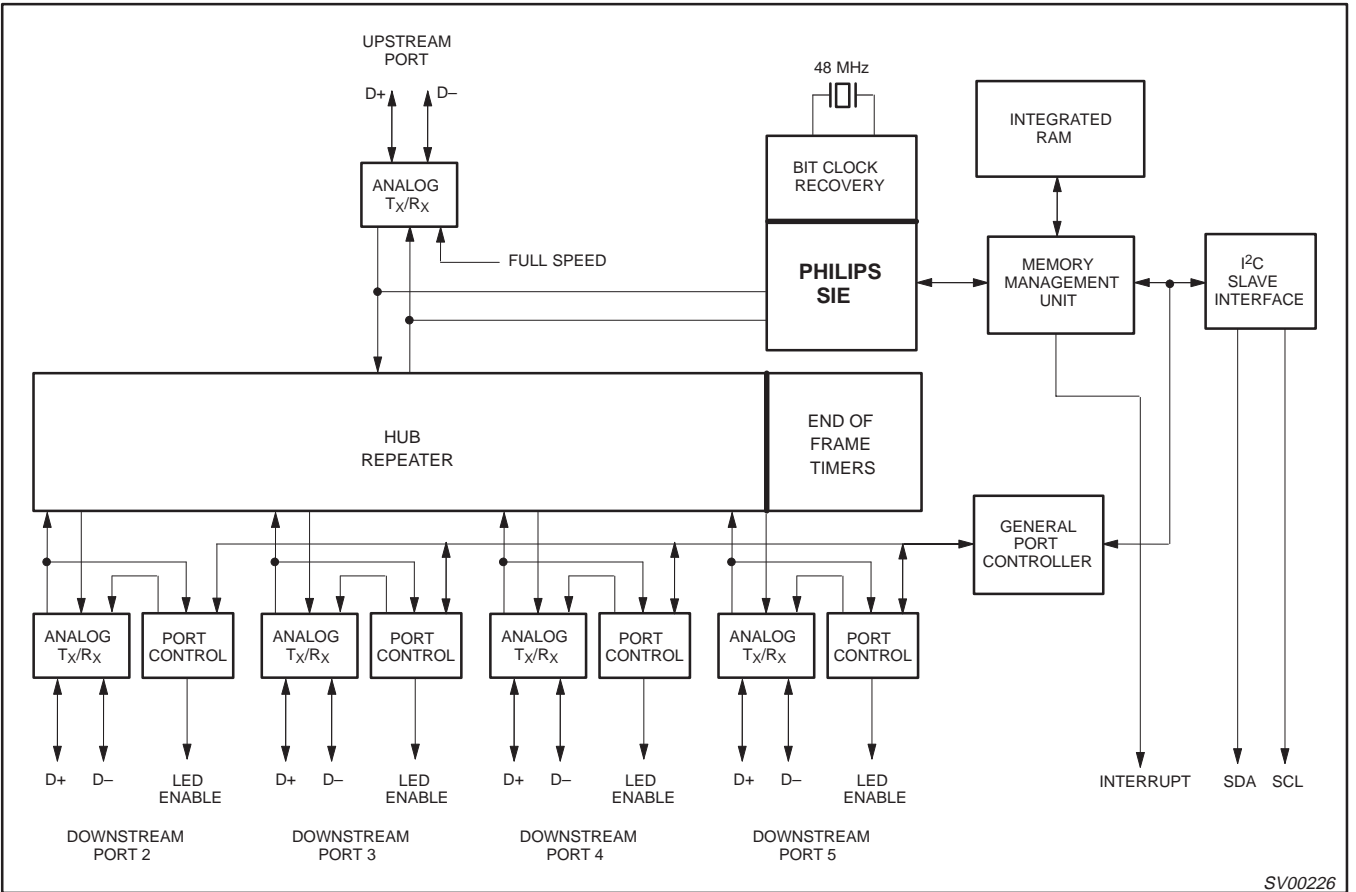 UPSTREAM
PORT
D+ D–
48 MHz
INTEGRATED
RAM
BIT CLOCK
RECOVERY
ANALOG
TX/RX
FULL SPEED
PHILIPS
SIE
MEMORY
MANAGEMENT
UNIT
I2C
SLAVE
INTERFACE
HUB
REPEATER
END OF
FRAME
TIMERS
GENERAL
PORT
CONTROLLER
ANALOG
TX/RX
PORT
CONTROL
ANALOG
TX/RX
PORT
CONTROL
ANALOG
TX/RX
PORT
CONTROL
ANALOG
TX/RX
PORT
CONTROL
D+ D–
LED
ENABLE
D+ D–
LED
ENABLE
D+ D–
LED
ENABLE
D+ D–
LED
ENABLE
INTERRUPT
SDA
SCL
DOWNSTREAM
PORT 2
DOWNSTREAM
PORT 3
DOWNSTREAM
PORT 4
DOWNSTREAM
PORT 5
SV00226